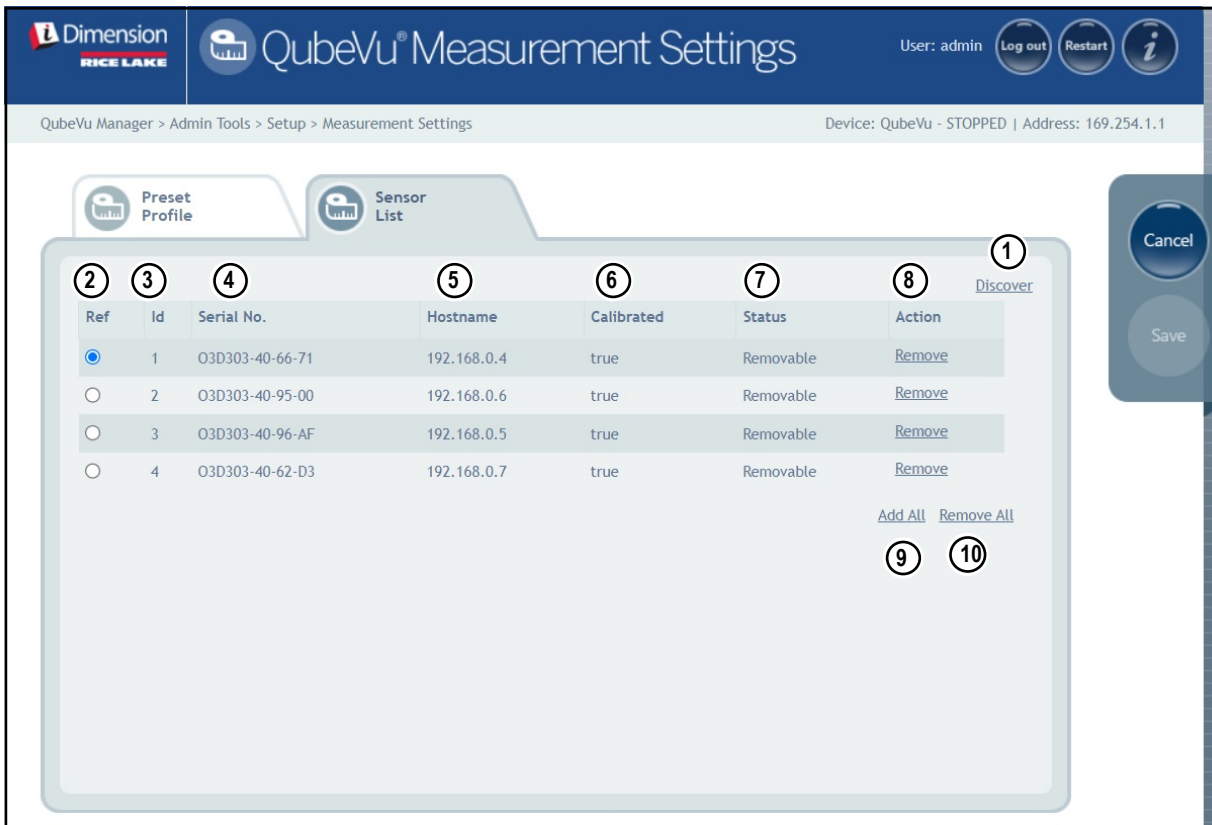 iDimension
RICE LAKE
QubeVu® Measurement Settings
User: admin
Log out
Restart
i
QubeVu Manager > Admin Tools > Setup > Measurement Settings
Device: QubeVu - STOPPED | Address: 169.254.1.1
Preset
Profile
Sensor
List
Cancel
Save
1
Discover
2 3 4 5 6 7 8
Ref Id Serial No. Hostname Calibrated Status Action
1 O3D303-40-66-71 192.168.0.4 true Removable Remove
2 O3D303-40-95-00 192.168.0.6 true Removable Remove
3 O3D303-40-96-AF 192.168.0.5 true Removable Remove
4 O3D303-40-62-D3 192.168.0.7 true Removable Remove
Add All Remove All
9 10